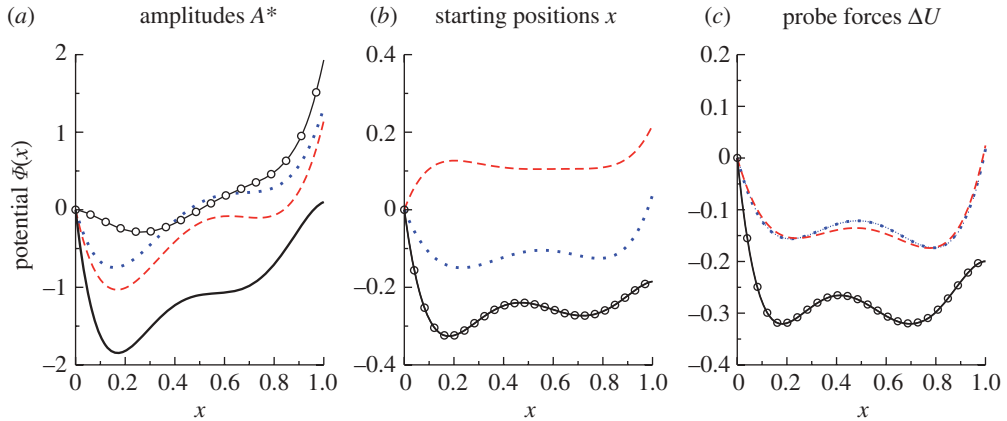 (a) amplitudes A*
(b) starting positions x
(c) probe forces ΔU
potential Φ(x)
2
1
0
−1
−2
0 0.2 0.4 0.6 0.8 1.0
x
0.4
0.2
0
−0.2
−0.4
0 0.2 0.4 0.6 0.8 1.0
x
0.2
0.1
0
−0.1
−0.2
−0.3
−0.4
0 0.2 0.4 0.6 0.8 1.0
x